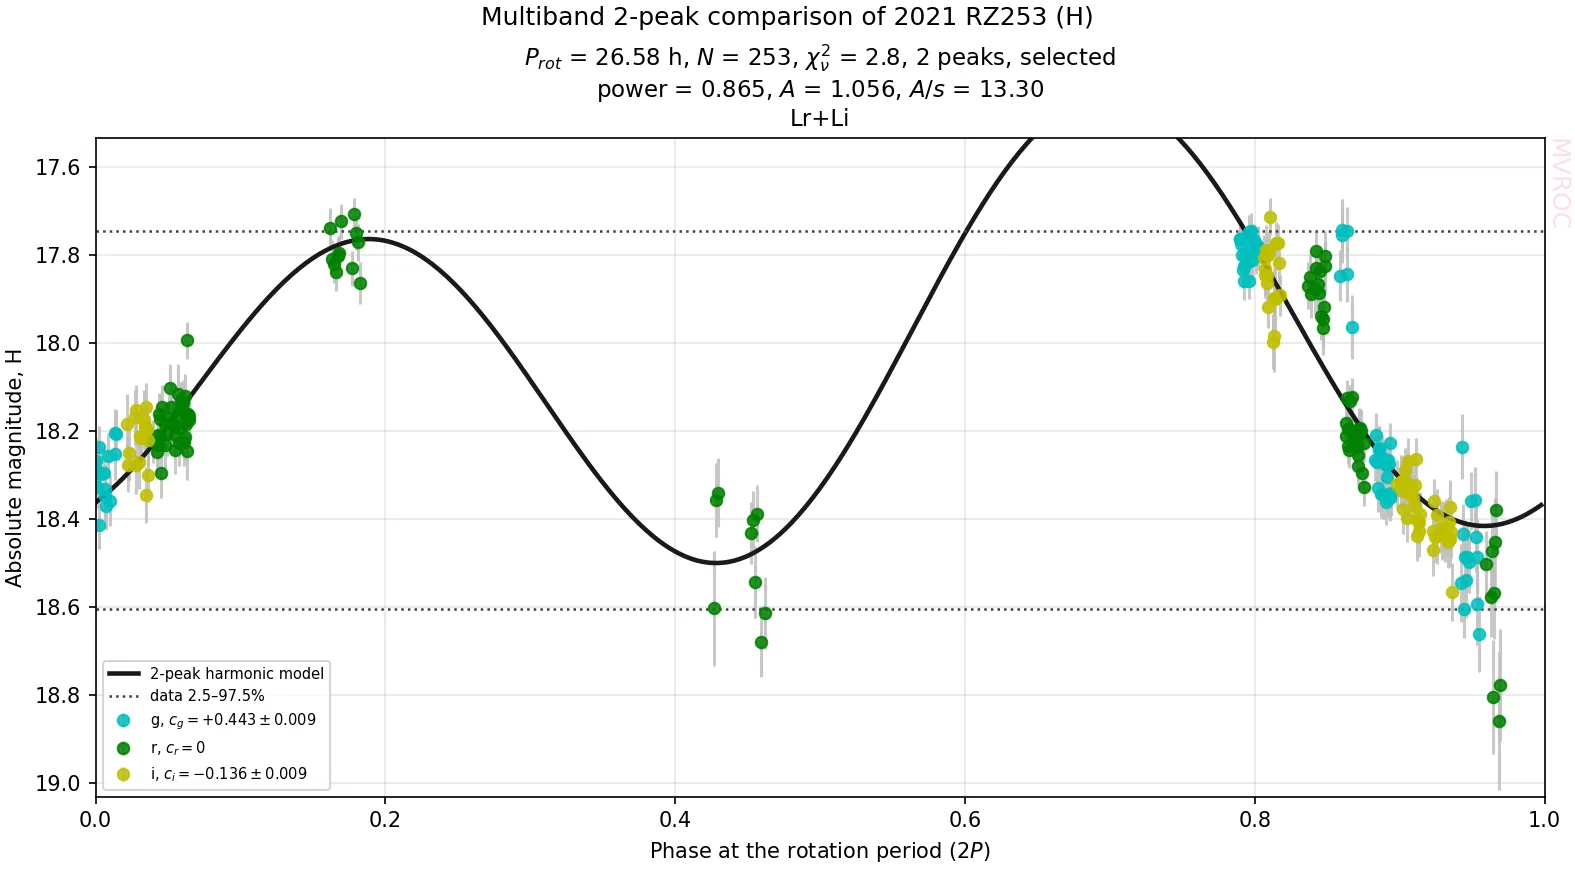 Multiband 2-peak comparison of 2021 RZ253 (H)
P_rot = 26.58 h, N = 253, χ²_ν = 2.8, 2 peaks, selected
power = 0.865, A = 1.056, A/s = 13.30
Lr+Li
MVROC
Absolute magnitude, H
17.6
17.8
18.0
18.2
18.4
18.6
18.8
19.0
2-peak harmonic model
data 2.5–97.5%
g, c_g = +0.443 ± 0.009
r, c_r = 0
i, c_i = −0.136 ± 0.009
0.0 0.2 0.4 0.6 0.8 1.0
Phase at the rotation period (2P)